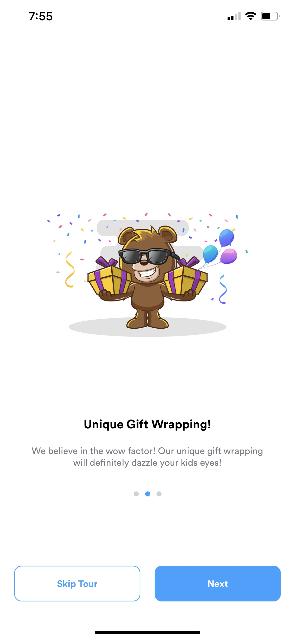 7:55
Unique Gift Wrapping!
We believe in the wow factor! Our unique gift wrapping
will definitely dazzle your kids eyes!
Skip Tour
Next